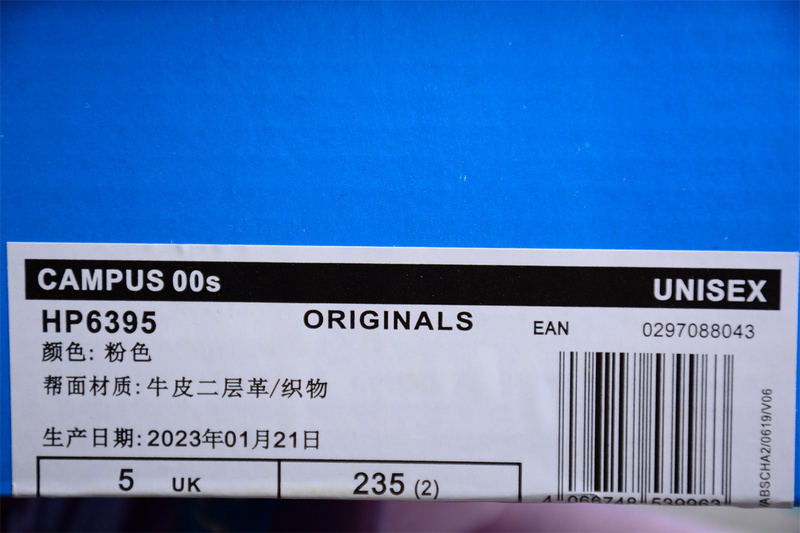 CAMPUS 00s UNISEX
HP6395 ORIGINALS EAN 0297088043
颜色: 粉色
帮面材质: 牛皮二层革/织物
生产日期: 2023年01月21日
5 UK 235 (2)
VABSCHA2/0619/V06